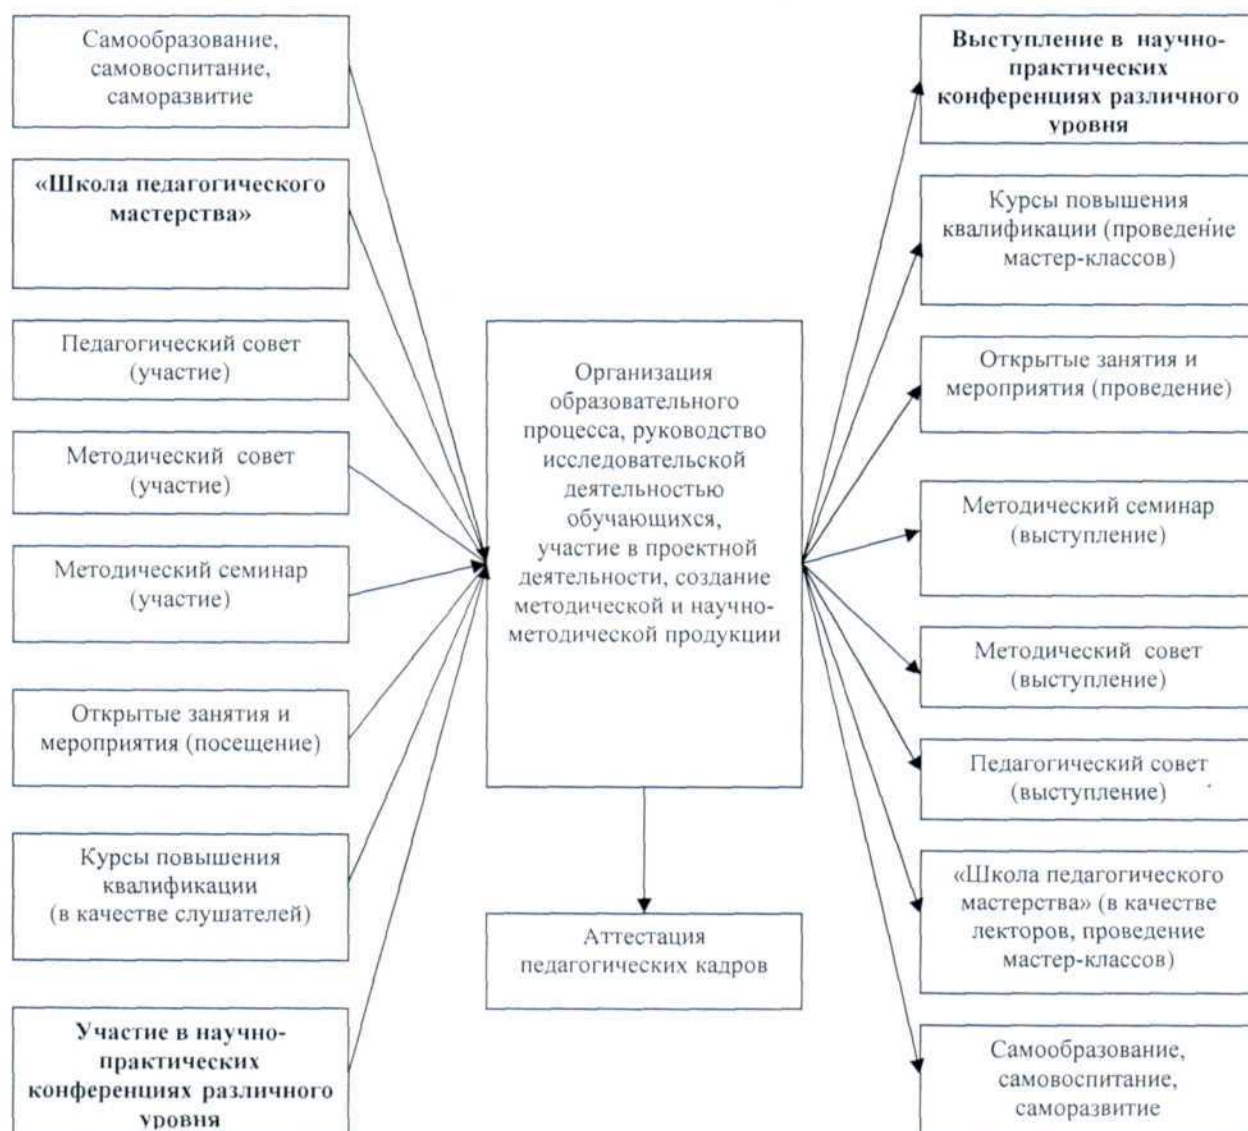 Самообразование,
самовоспитание,
саморазвитие
«Школа педагогического
мастерства»
Педагогический совет
(участие)
Методический совет
(участие)
Методический семинар
(участие)
Открытые занятия и
мероприятия (посещение)
Курсы повышения
квалификации
(в качестве слушателей)
Участие в научно-
практических
конференциях различного
уровня
Организация
образовательного
процесса, руководство
исследовательской
деятельностью
обучающихся,
участие в проектной
деятельности, создание
методической и научно-
методической продукции
Аттестация
педагогических кадров
Выступление в научно-
практических
конференциях различного
уровня
Курсы повышения
квалификации (проведение
мастер-классов)
Открытые занятия и
мероприятия (проведение)
Методический семинар
(выступление)
Методический совет
(выступление)
Педагогический совет
(выступление)
«Школа педагогического
мастерства» (в качестве
лекторов, проведение
мастер-классов)
Самообразование,
самовоспитание,
саморазвитие